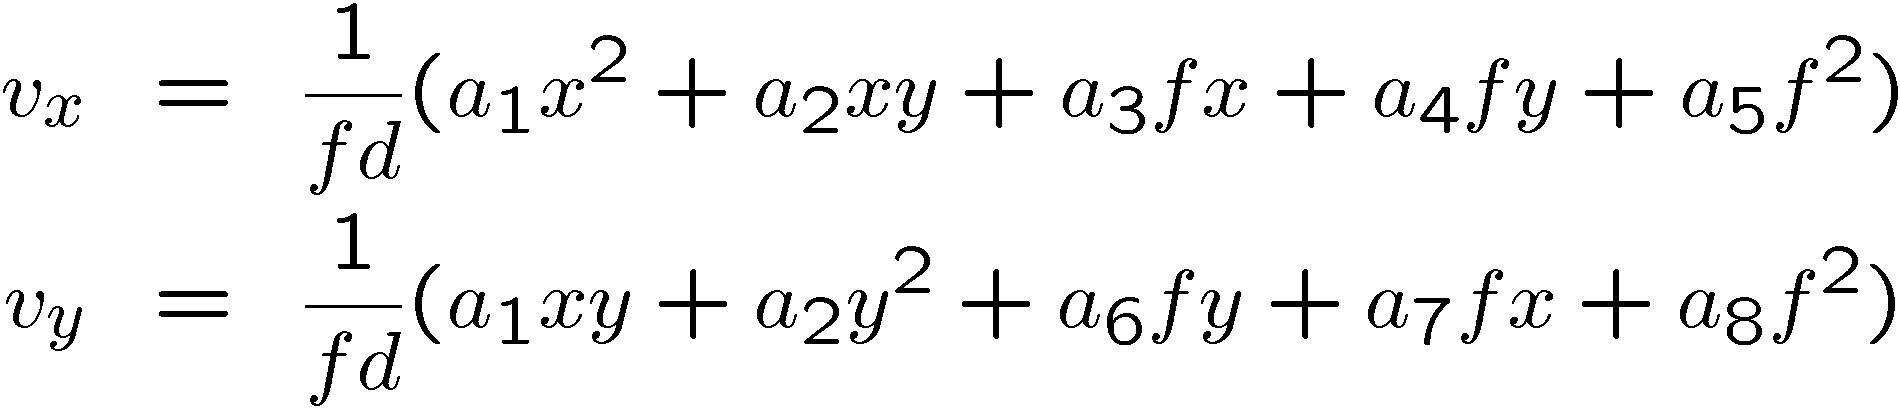 v_x = \frac{1}{fd}(a_1x^2 + a_2xy + a_3fx + a_4fy + a_5f^2)
v_y = \frac{1}{fd}(a_1xy + a_2y^2 + a_6fy + a_7fx + a_8f^2)